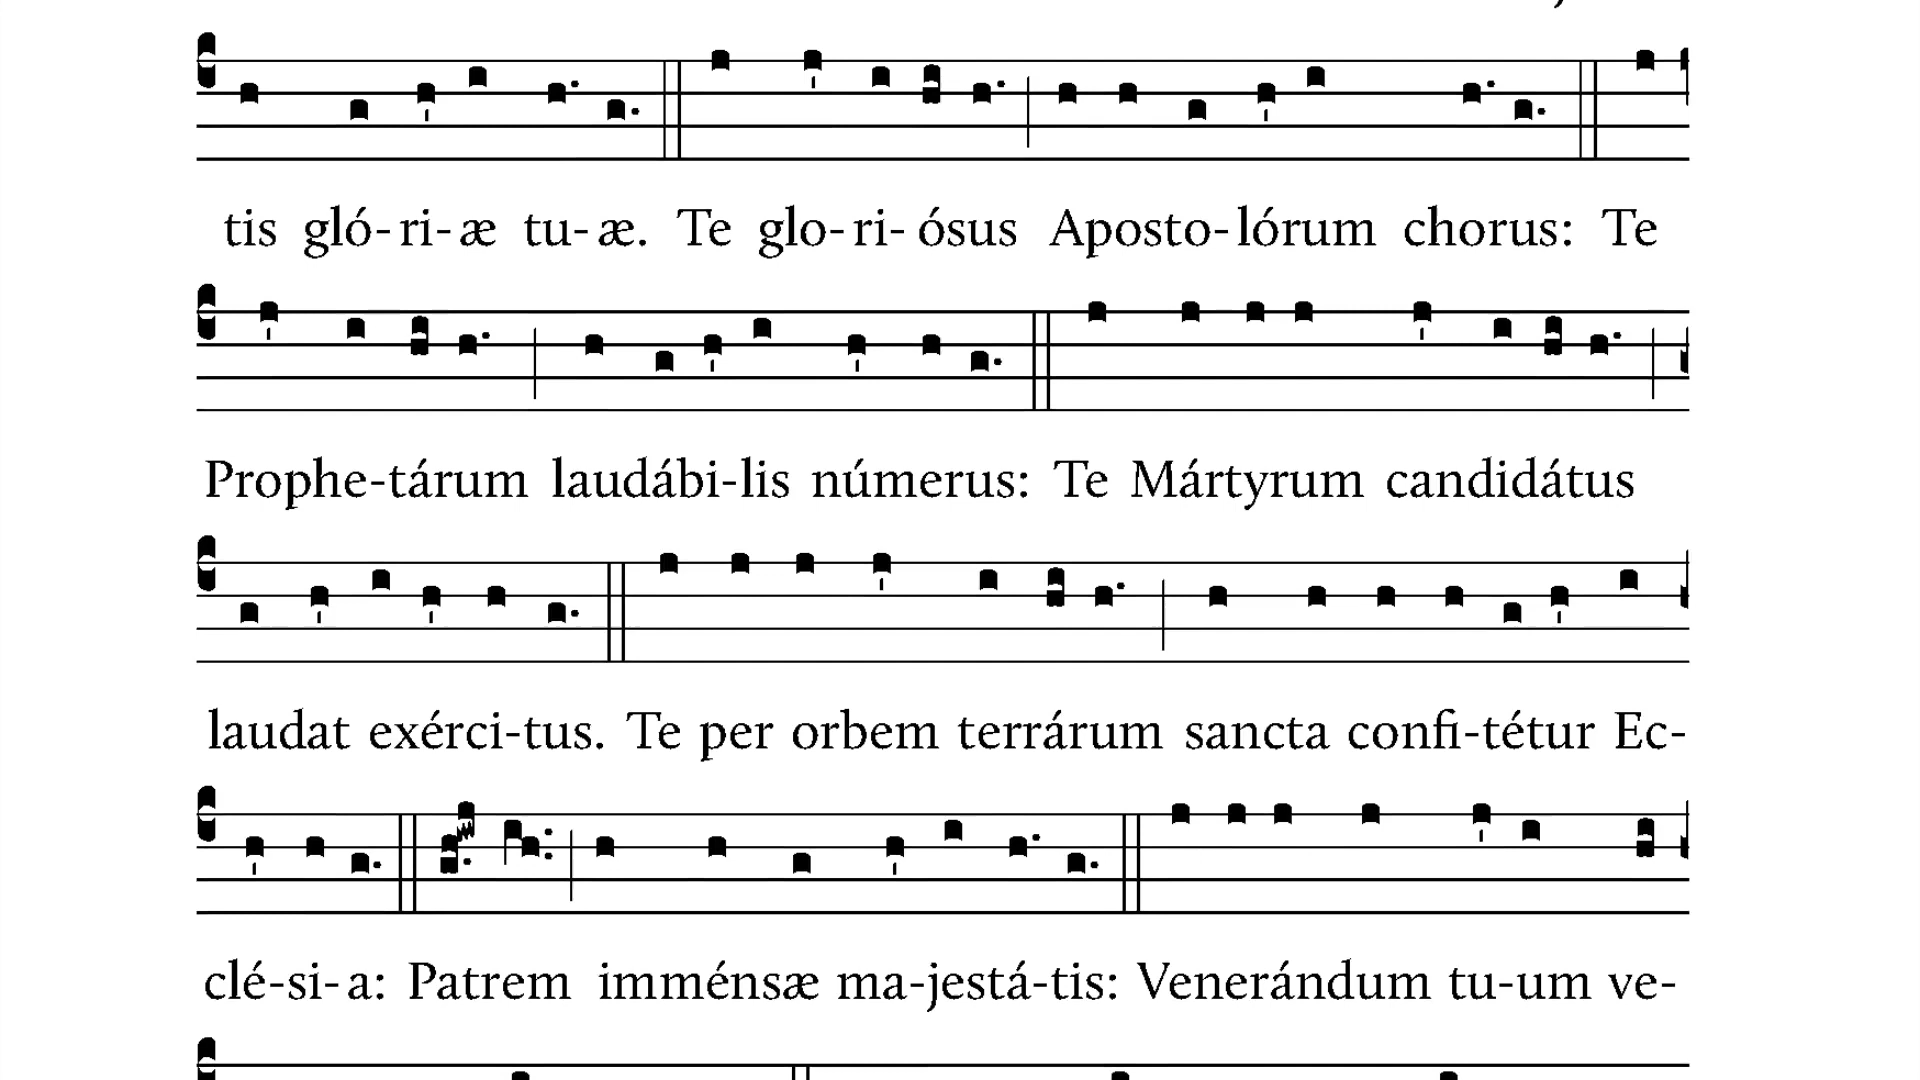 tis gló-ri-æ tu-æ. Te glo-ri-ósus Aposto-lórum chorus: Te
Prophe-tárum laudábi-lis númerus: Te Mártyrum candidátus
laudat exérci-tus. Te per orbem terrárum sancta confi-tétur Ec-
clé-si-a: Patrem imménsæ ma-jestá-tis: Venerándum tu-um ve-